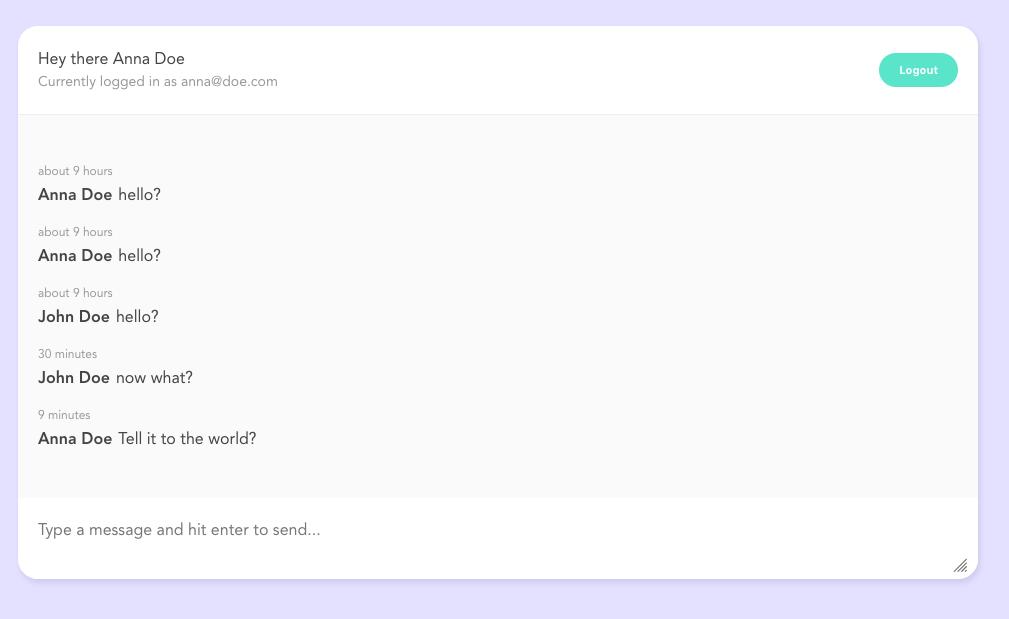 Hey there Anna Doe
Currently logged in as anna@doe.com
Logout
about 9 hours
Anna Doe hello?
about 9 hours
Anna Doe hello?
about 9 hours
John Doe hello?
30 minutes
John Doe now what?
9 minutes
Anna Doe Tell it to the world?
Type a message and hit enter to send...